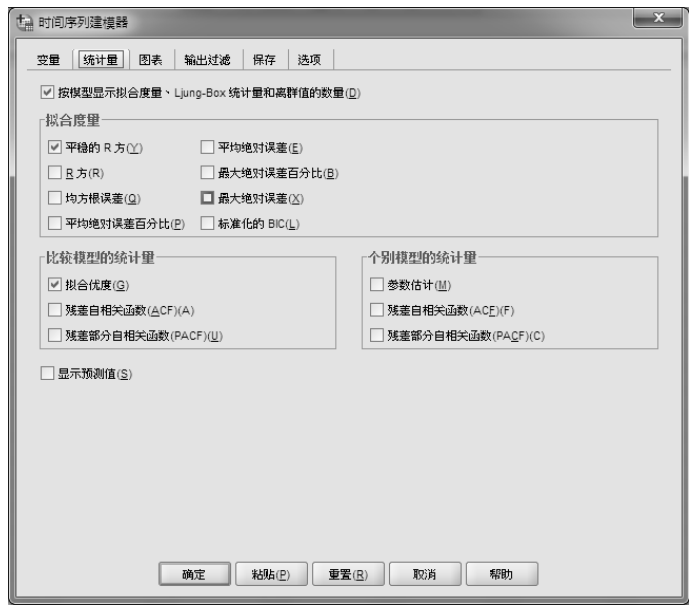 时间序列建模器
变量 统计量 图表 输出过滤 保存 选项
按模型显示拟合度量、Ljung-Box 统计量和离群值的数量(D)
拟合度量
平稳的 R 方(Y) 平均绝对误差(E)
R 方(R) 最大绝对误差百分比(B)
均方根误差(Q) 最大绝对误差(X)
平均绝对误差百分比(P) 标准化的 BIC(L)
比较模型的统计量 个别模型的统计量
拟合优度(G) 参数估计(M)
残差自相关函数(ACF)(A) 残差自相关函数(ACF)(F)
残差部分自相关函数(PACF)(U) 残差部分自相关函数(PACF)(C)
显示预测值(S)
确定 粘贴(P) 重置(R) 取消 帮助